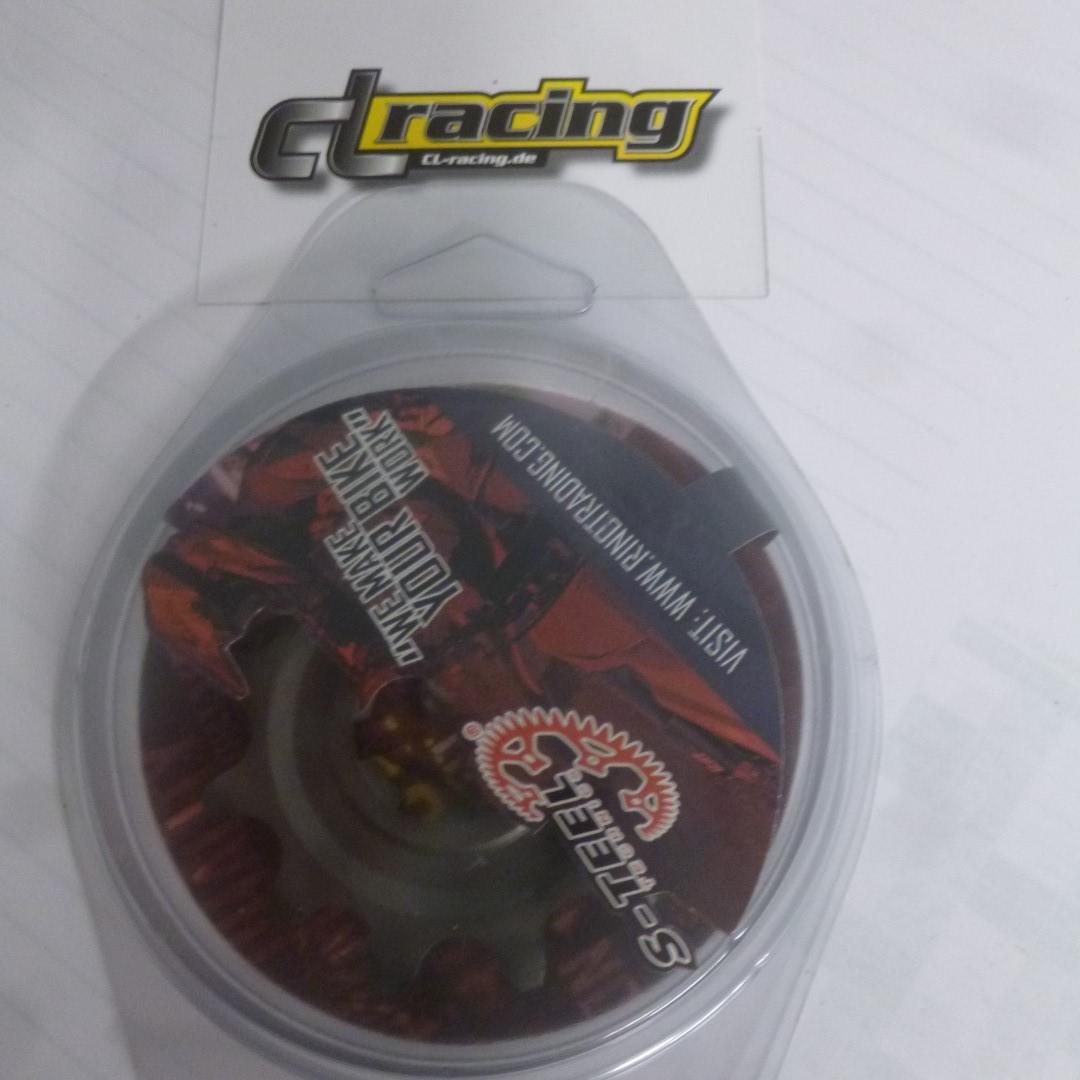 cl racing
CL-racing.de
"WE MAKE
YOUR BIKE
WORK"
VISIT: WWW.RINOTRADING.COM
S-TEEL
®